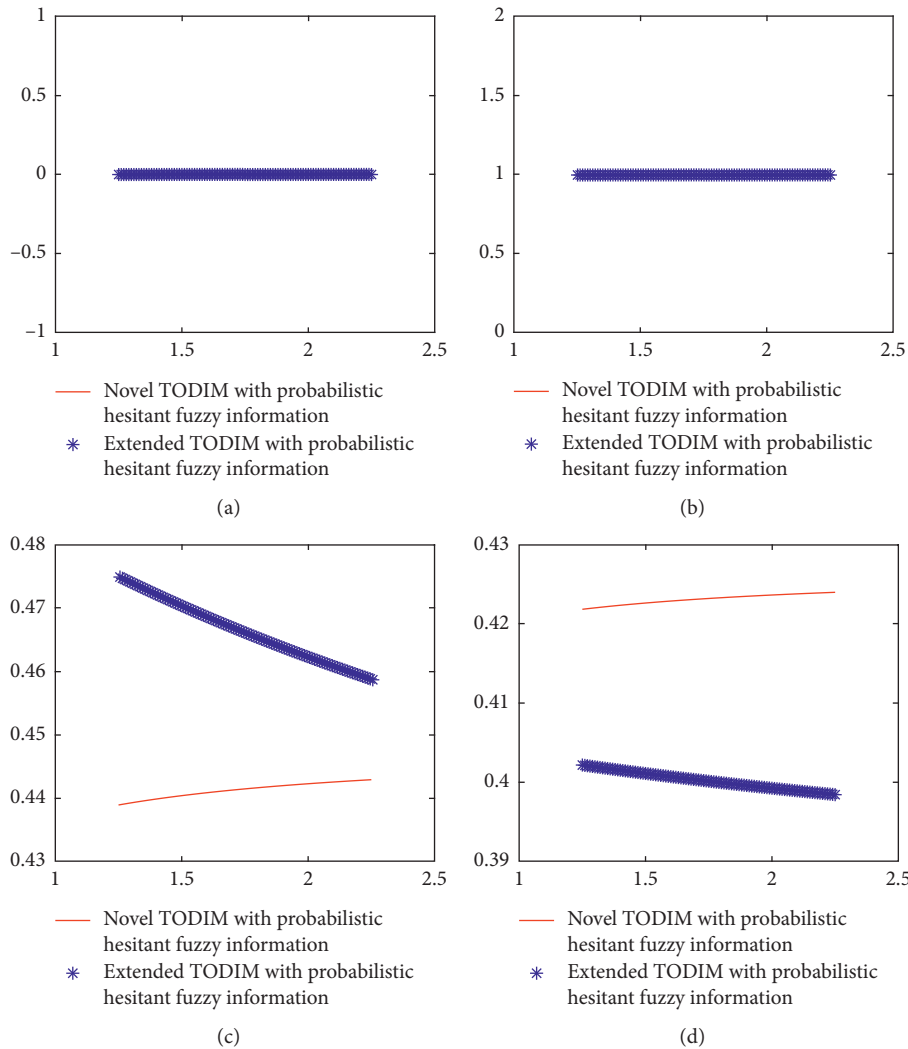 1
0.5
0
–0.5
–1
1
1.5
2
2.5
Novel TODIM with probabilistic
hesitant fuzzy information
Extended TODIM with probabilistic
hesitant fuzzy information
(a)
2
1.5
1
0.5
0
1
1.5
2
2.5
Novel TODIM with probabilistic
hesitant fuzzy information
Extended TODIM with probabilistic
hesitant fuzzy information
(b)
0.48
0.47
0.46
0.45
0.44
0.43
1
1.5
2
2.5
Novel TODIM with probabilistic
hesitant fuzzy information
Extended TODIM with probabilistic
hesitant fuzzy information
(c)
0.43
0.42
0.41
0.4
0.39
1
1.5
2
2.5
Novel TODIM with probabilistic
hesitant fuzzy information
Extended TODIM with probabilistic
hesitant fuzzy information
(d)